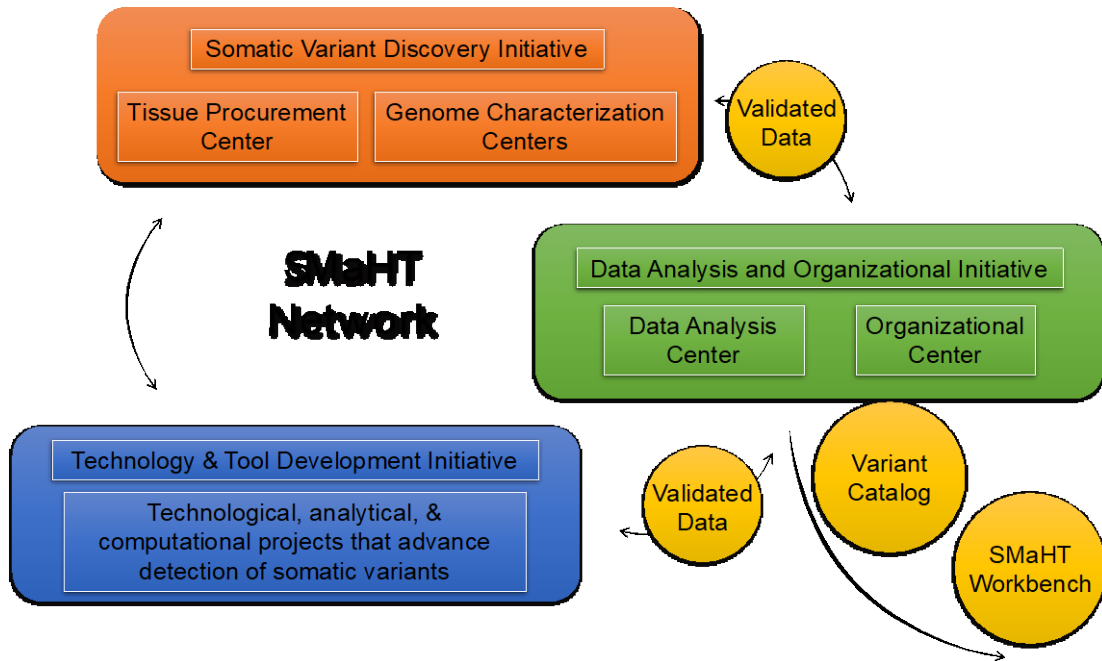 Somatic Variant Discovery Initiative
Tissue Procurement
Center
Genome Characterization
Centers
Validated
Data
SMaHT
Network
Data Analysis and Organizational Initiative
Data Analysis
Center
Organizational
Center
Technology & Tool Development Initiative
Technological, analytical, &
computational projects that advance
detection of somatic variants
Validated
Data
Variant
Catalog
SMaHT
Workbench